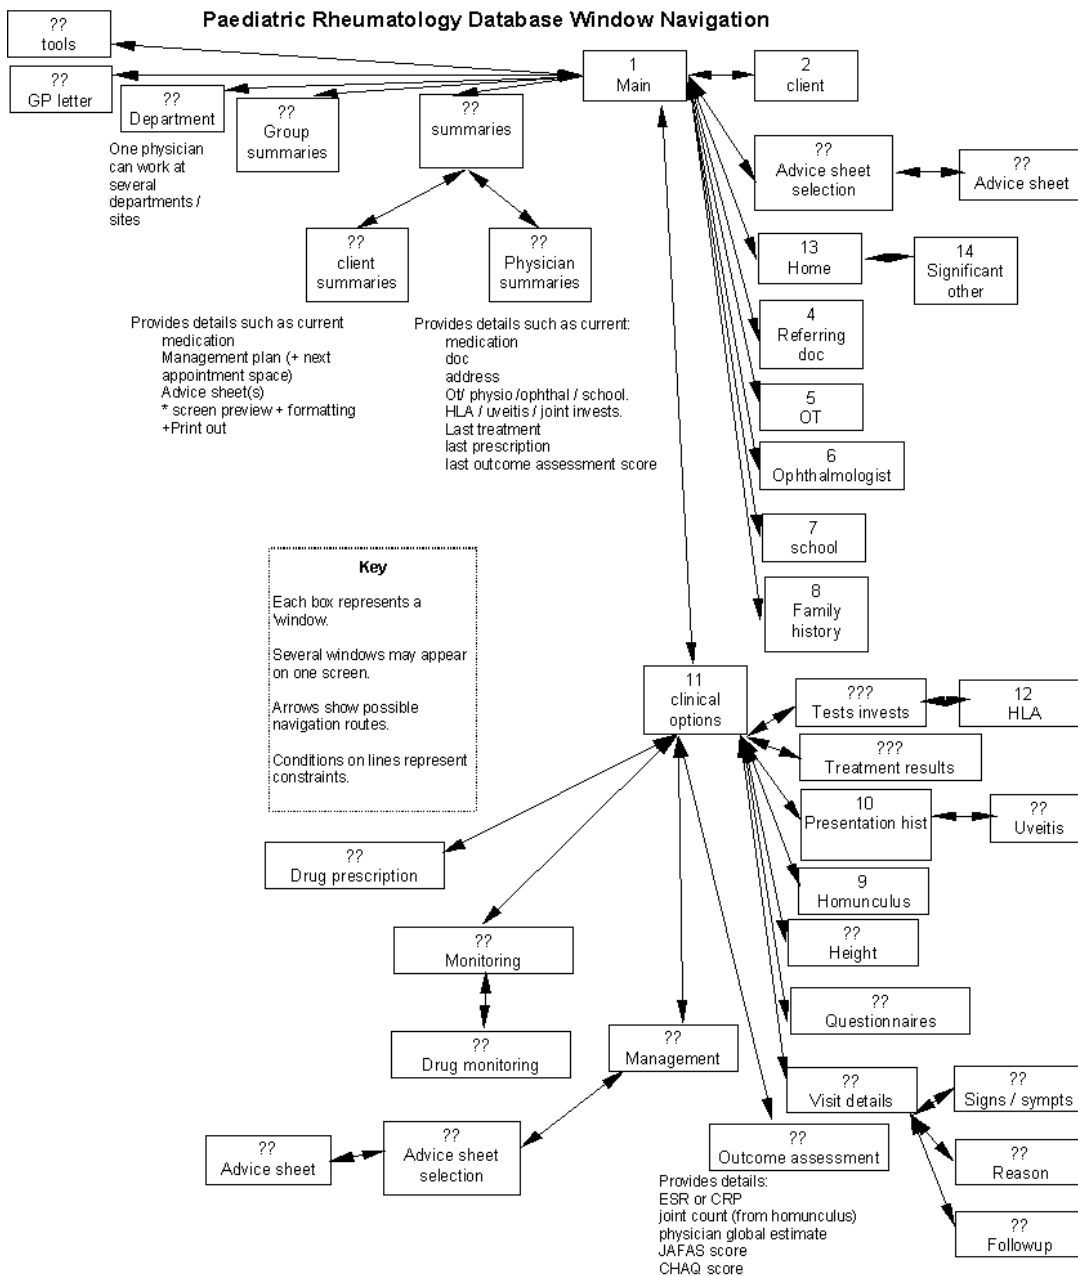 Paediatric Rheumatology Database Window Navigation
??
tools
??
GP letter
??
Department
One physician
can work at
several
departments /
sites
??
Group
summaries
??
summaries
1
Main
2
client
??
Advice sheet
selection
??
Advice sheet
13
Home
14
Significant
other
4
Referring
doc
5
OT
6
Ophthalmologist
7
school
8
Family
history
??
client
summaries
Provides details such as current
medication
Management plan (+ next
appointment space)
Advice sheet(s)
* screen preview + formatting
+Print out
??
Physician
summaries
Provides details such as current:
medication
doc
address
Ot/ physio /ophthal / school.
HLA / uveitis / joint invests.
Last treatment
last prescription
last outcome assessment score
Key
Each box represents a
'window.
Several windows may appear
on one screen.
Arrows show possible
navigation routes.
Conditions on lines represent
constraints.
11
clinical
options
???
Tests invests
12
HLA
???
Treatment results
10
Presentation hist
??
Uveitis
9
Homunculus
??
Height
??
Questionnaires
??
Visit details
??
Signs / sympts
??
Reason
??
Followup
??
Drug prescription
??
Monitoring
??
Drug monitoring
??
Management
??
Advice sheet
selection
??
Advice sheet
??
Outcome assessment
Provides details:
ESR or CRP
joint count (from homunculus)
physician global estimate
JAFAS score
CHAQ score